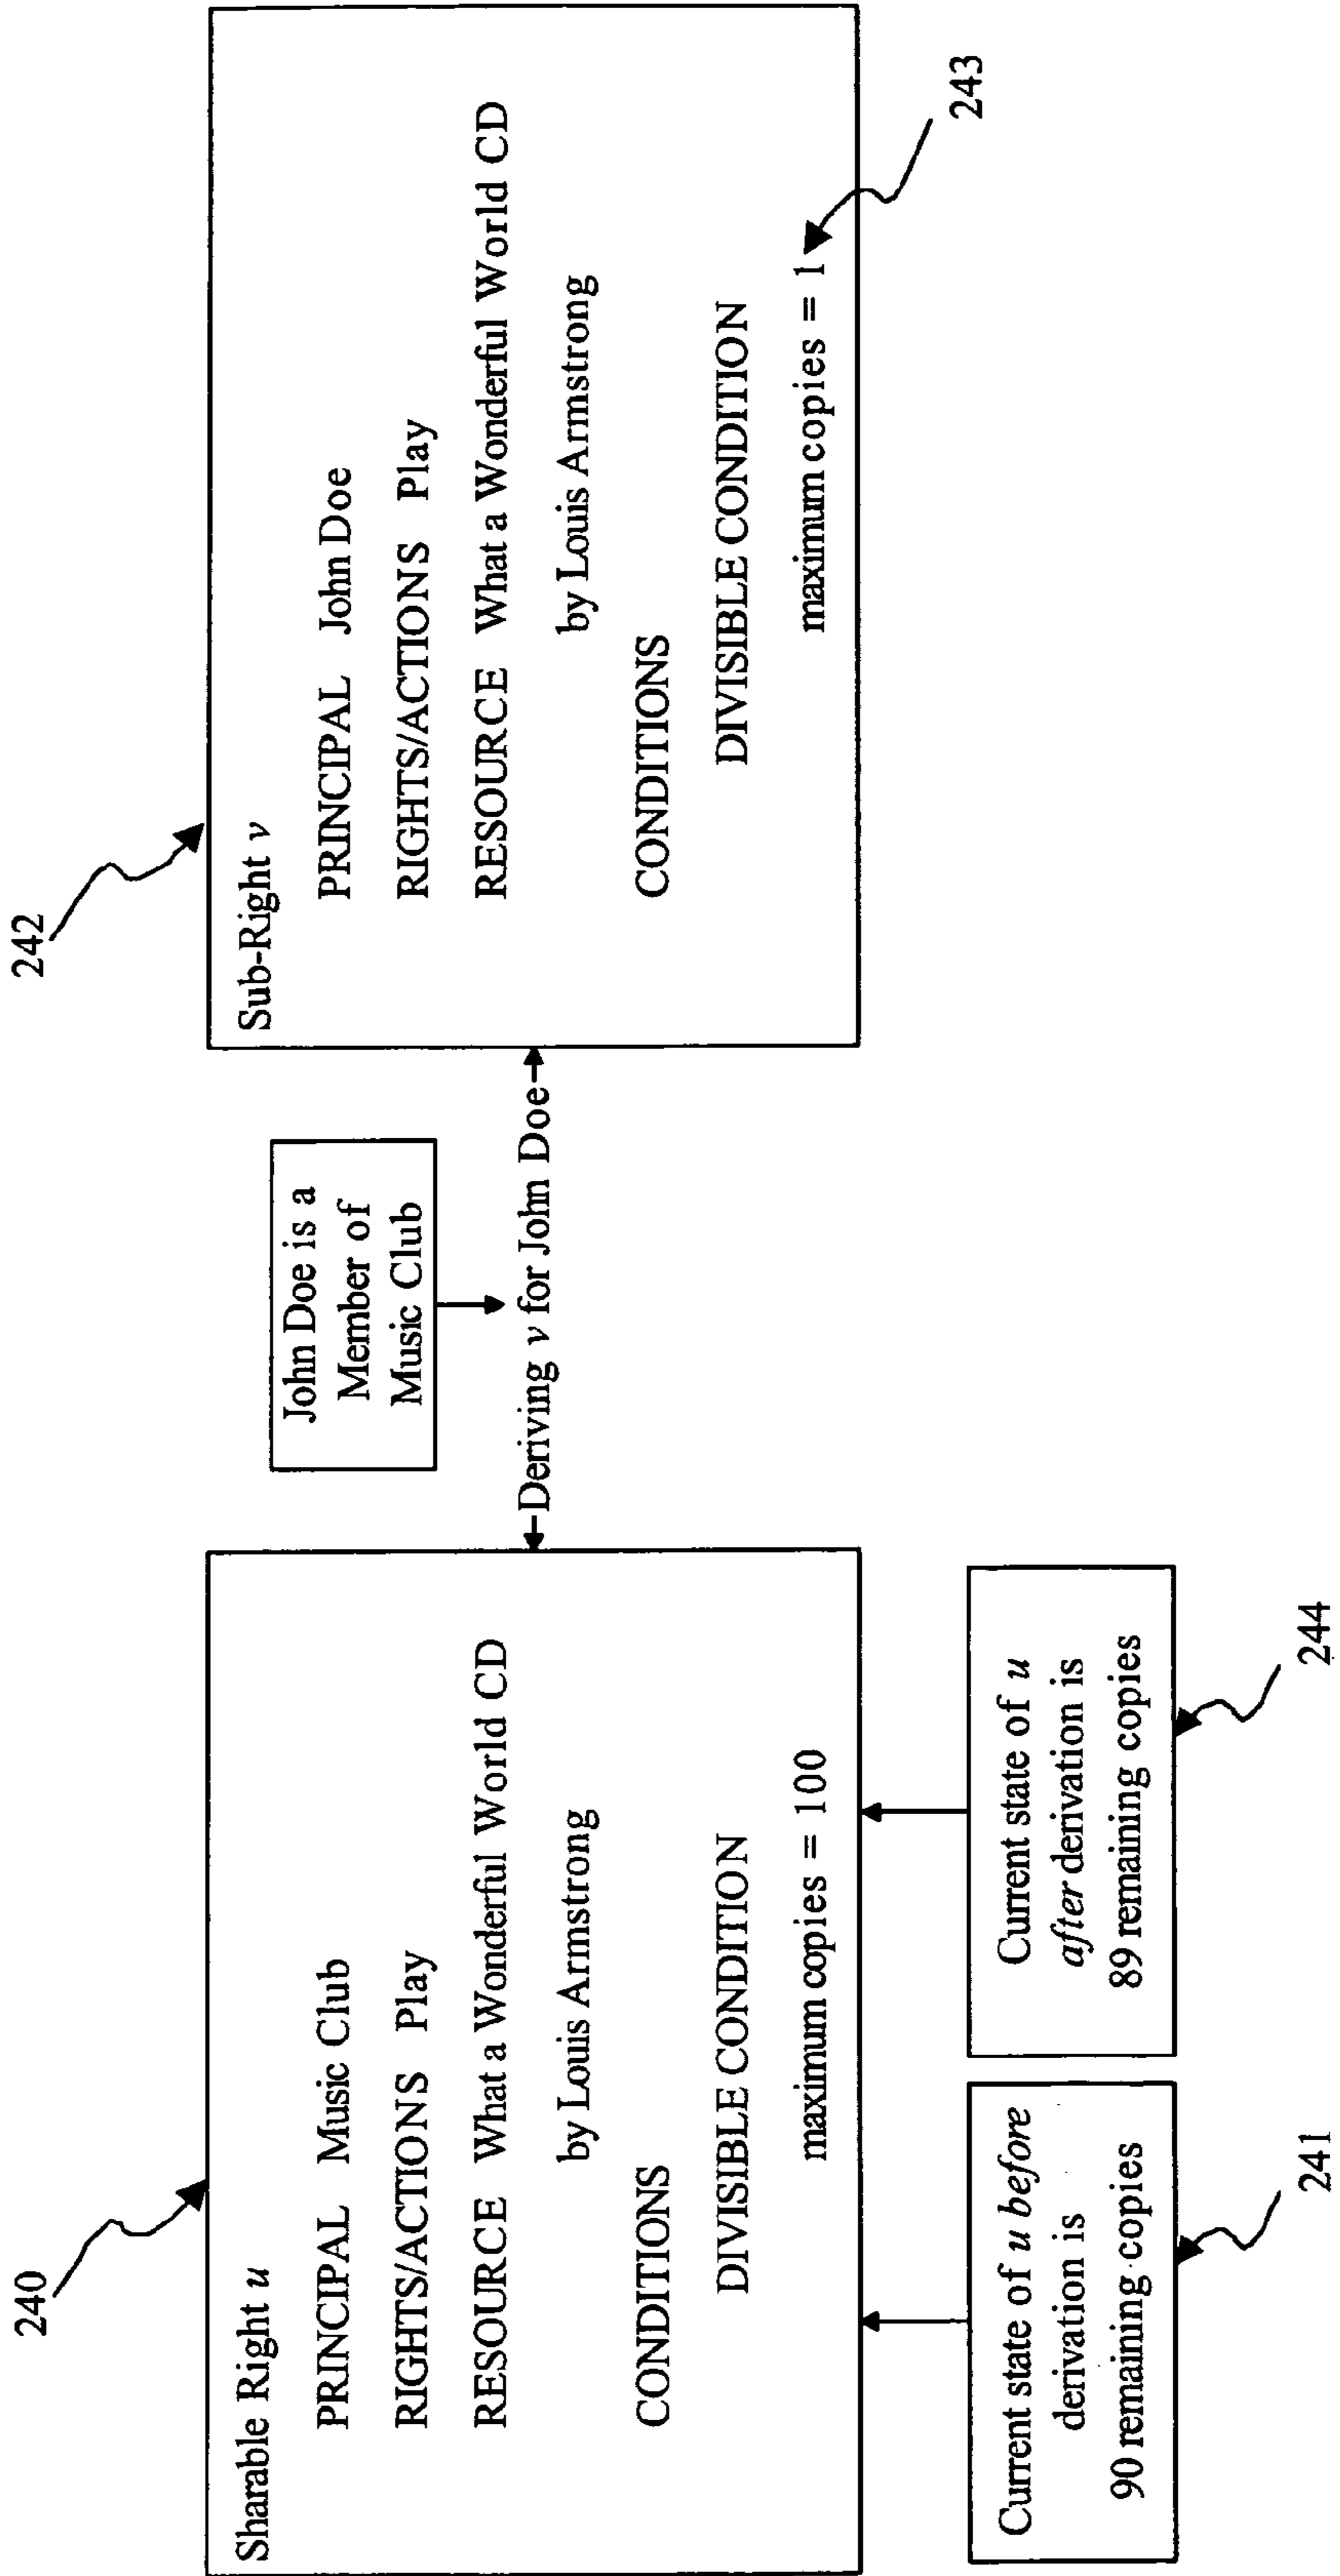 240
Sharable Right u
PRINCIPAL Music Club
RIGHTS/ACTIONS Play
RESOURCE What a Wonderful World CD
by Louis Armstrong
CONDITIONS
DIVISIBLE CONDITION
maximum copies = 100
Current state of u before
derivation is
90 remaining copies
241
Current state of u
after derivation is
89 remaining copies
244
John Doe is a
Member of
Music Club
Deriving v for John Doe
242
Sub-Right v
PRINCIPAL John Doe
RIGHTS/ACTIONS Play
RESOURCE What a Wonderful World CD
by Louis Armstrong
CONDITIONS
DIVISIBLE CONDITION
maximum copies = 1
243